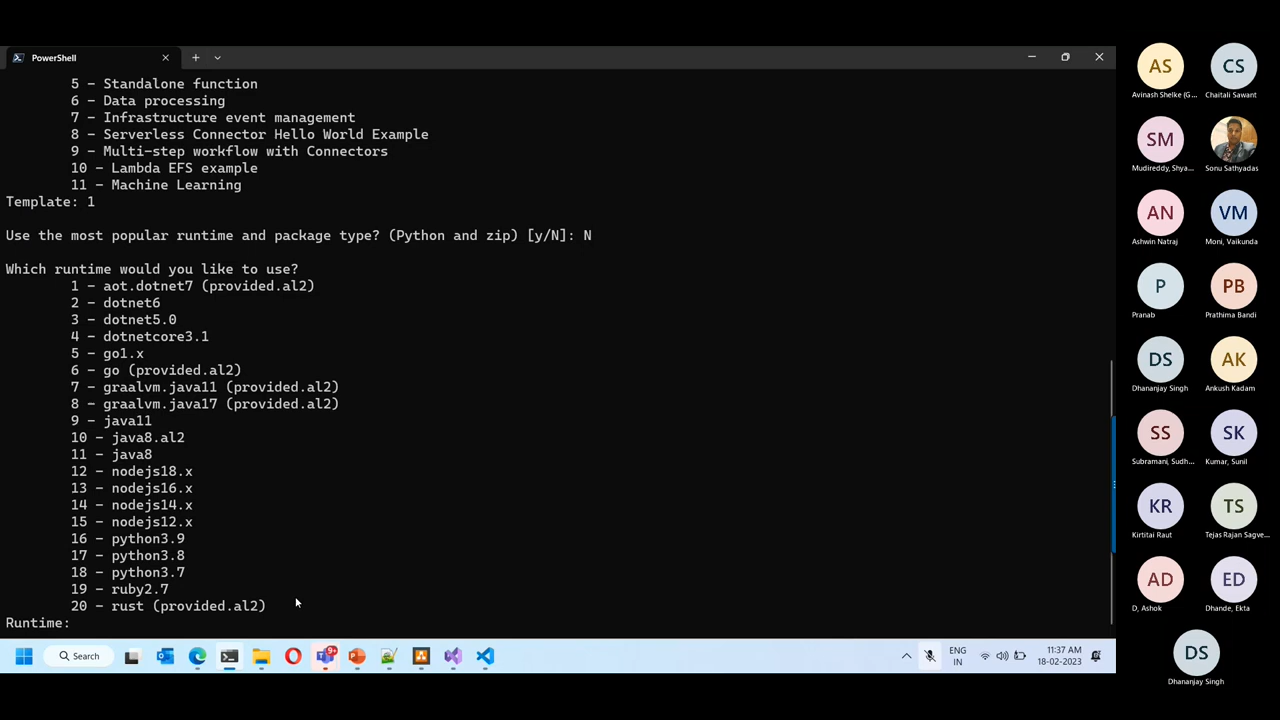 PowerShell
5 - Standalone function
6 - Data processing
7 - Infrastructure event management
8 - Serverless Connector Hello World Example
9 - Multi-step workflow with Connectors
10 - Lambda EFS example
11 - Machine Learning
Template: 1
Use the most popular runtime and package type? (Python and zip) [y/N]: N
Which runtime would you like to use?
1 - aot.dotnet7 (provided.al2)
2 - dotnet6
3 - dotnet5.0
4 - dotnetcore3.1
5 - go1.x
6 - go (provided.al2)
7 - graalvm.java11 (provided.al2)
8 - graalvm.java17 (provided.al2)
9 - java11
10 - java8.al2
11 - java8
12 - nodejs18.x
13 - nodejs16.x
14 - nodejs14.x
15 - nodejs12.x
16 - python3.9
17 - python3.8
18 - python3.7
19 - ruby2.7
20 - rust (provided.al2)
Runtime:
Search
9+
ENG
IN
11:37 AM
18-02-2023
AS
Avinash Shelke (G...
CS
Chaitali Sawant
SM
Mudireddy, Shya...
Sonu Sathyadas
AN
Ashwin Natraj
VM
Moni, Vaikunda
P
Pranab
PB
Prathima Bandi
DS
Dhananjay Singh
AK
Ankush Kadam
SS
Subramani, Sudh...
SK
Kumar, Sunil
KR
Kirtitai Raut
TS
Tejas Rajan Sagve...
AD
D, Ashok
ED
Dhande, Ekta
DS
Dhananjay Singh